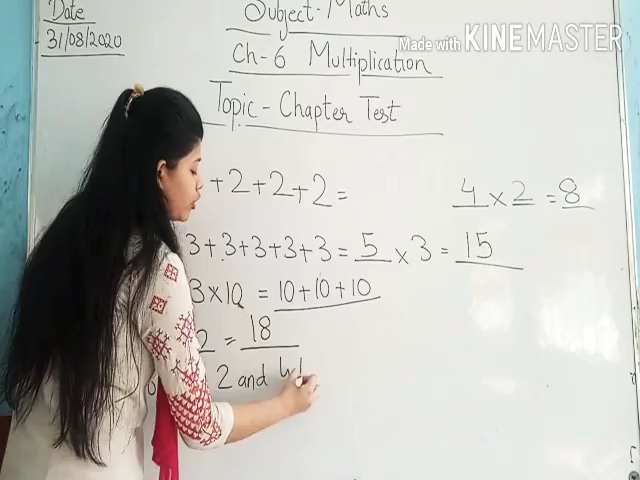 Date
31/08/2020
Subject - Maths
Made with KINEMASTER
Ch-6 Multiplication
Topic - Chapter Test
+2+2+2=
4 × 2 = 8
3+3+3+3+3 = 5 × 3 = 15
3 × 10 = 10+10+10
2 = 18
2 and 4